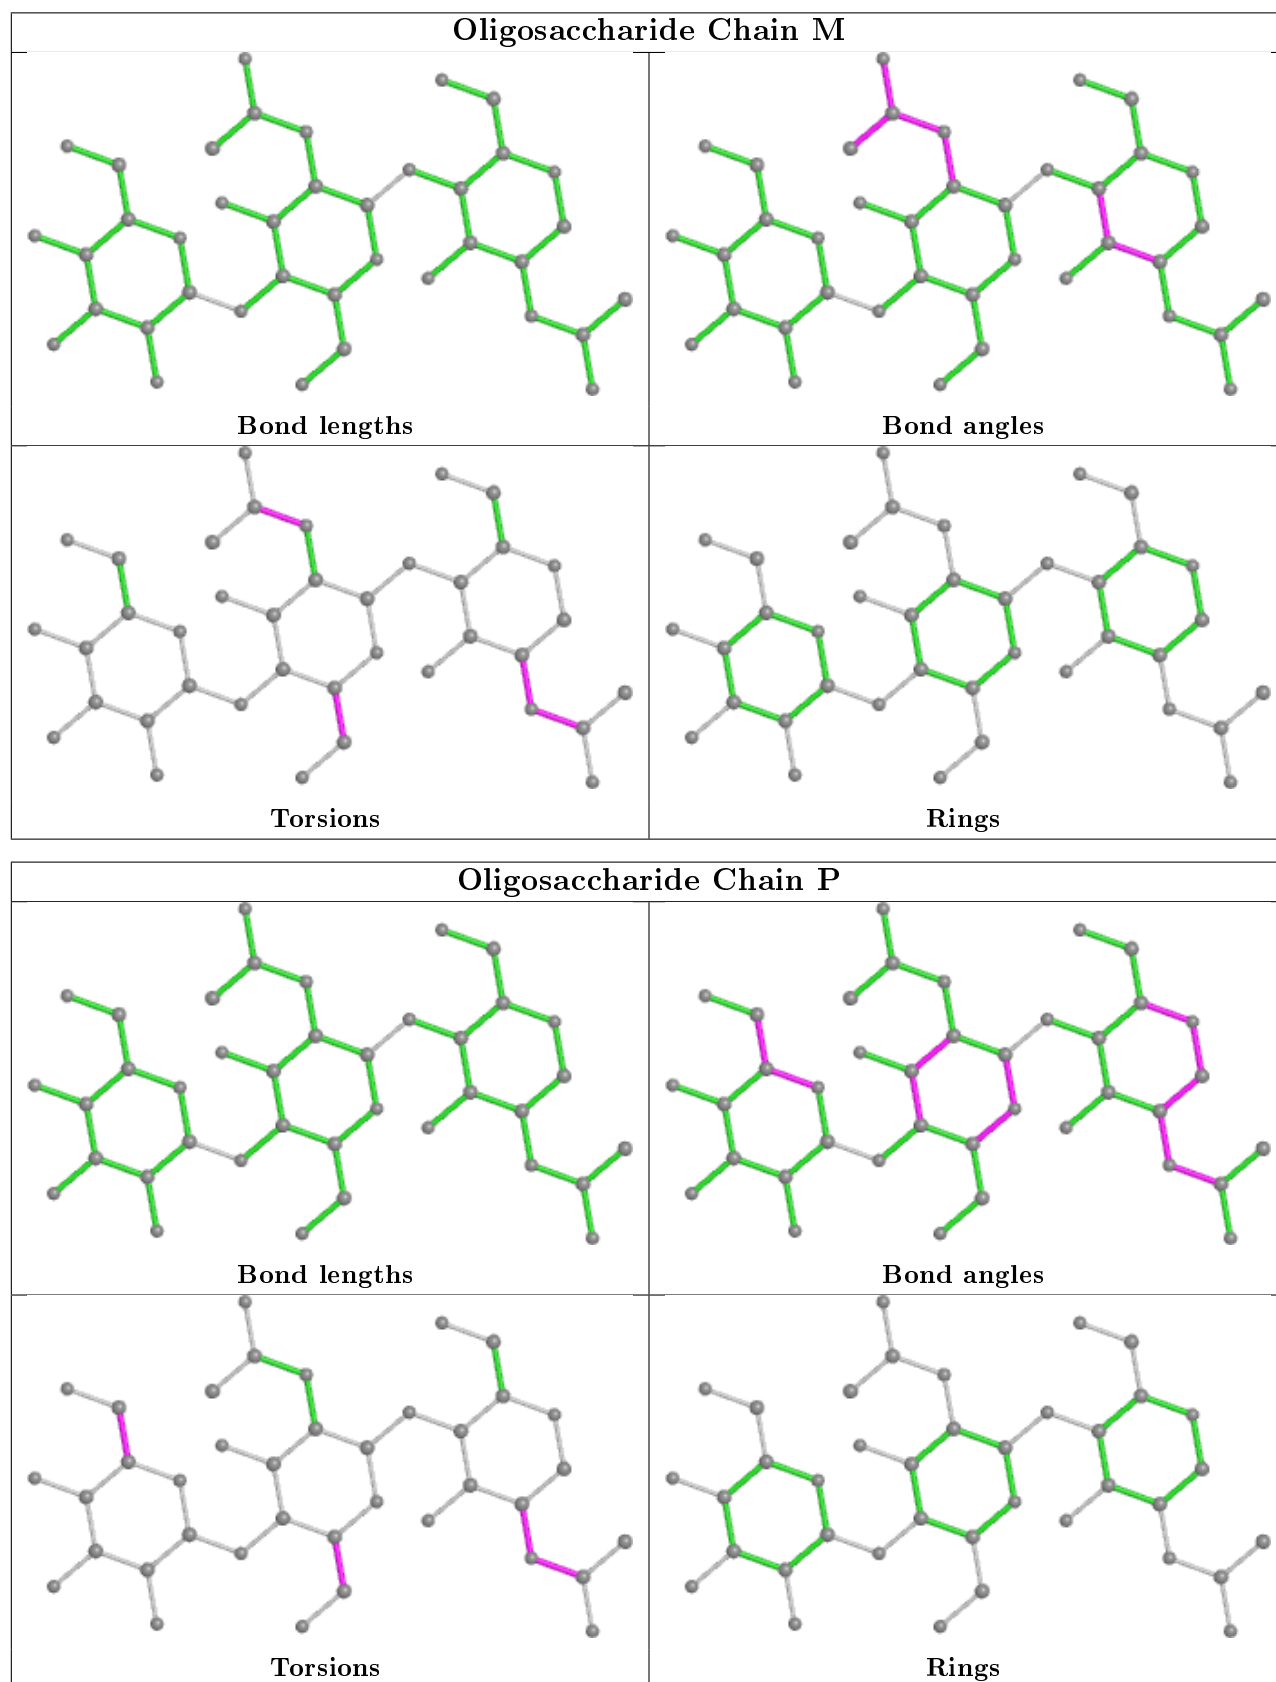 Oligosaccharide Chain M
Bond lengths
Bond angles
Torsions
Rings
Oligosaccharide Chain P
Bond lengths
Bond angles
Torsions
Rings